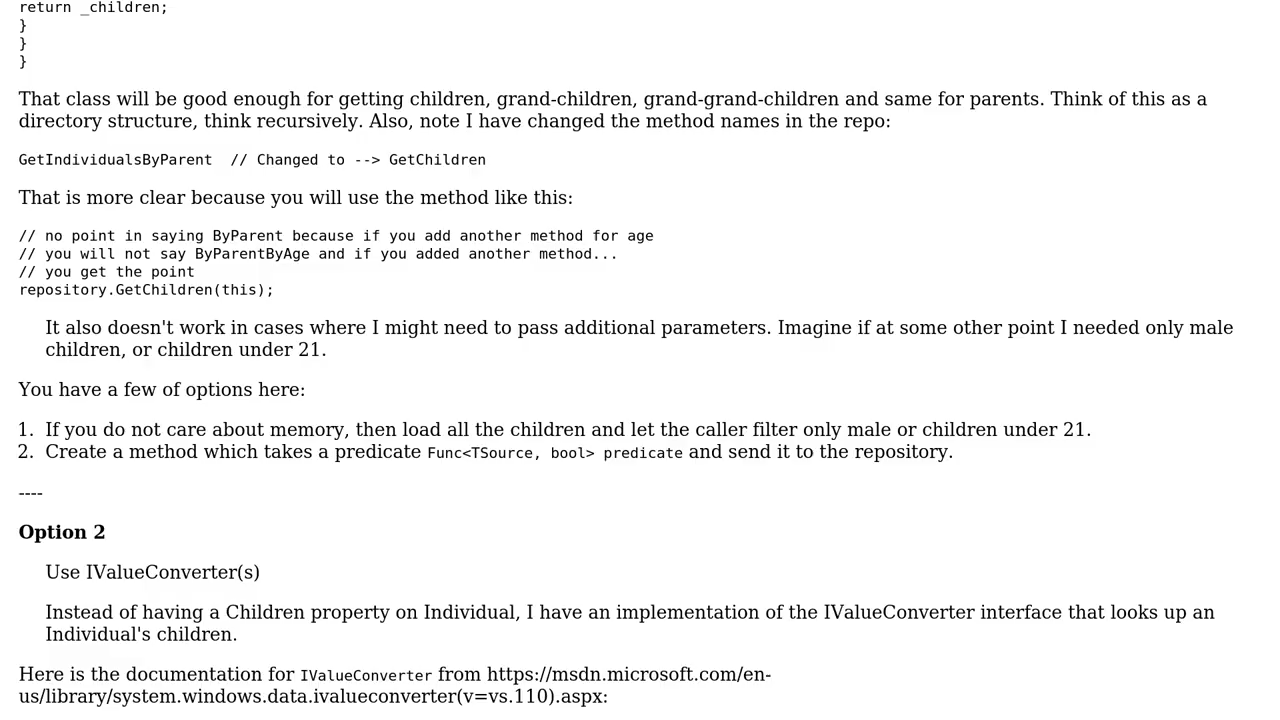 return _children;
}
}
}
That class will be good enough for getting children, grand-children, grand-grand-children and same for parents. Think of this as a
directory structure, think recursively. Also, note I have changed the method names in the repo:
GetIndividualsByParent  // Changed to --> GetChildren
That is more clear because you will use the method like this:
// no point in saying ByParent because if you add another method for age
// you will not say ByParentByAge and if you added another method...
// you get the point
repository.GetChildren(this);
It also doesn't work in cases where I might need to pass additional parameters. Imagine if at some other point I needed only male
children, or children under 21.
You have a few of options here:
1. If you do not care about memory, then load all the children and let the caller filter only male or children under 21.
2. Create a method which takes a predicate Func<TSource, bool> predicate and send it to the repository.
----
Option 2
Use IValueConverter(s)
Instead of having a Children property on Individual, I have an implementation of the IValueConverter interface that looks up an
Individual's children.
Here is the documentation for IValueConverter from https://msdn.microsoft.com/en-
us/library/system.windows.data.ivalueconverter(v=vs.110).aspx: